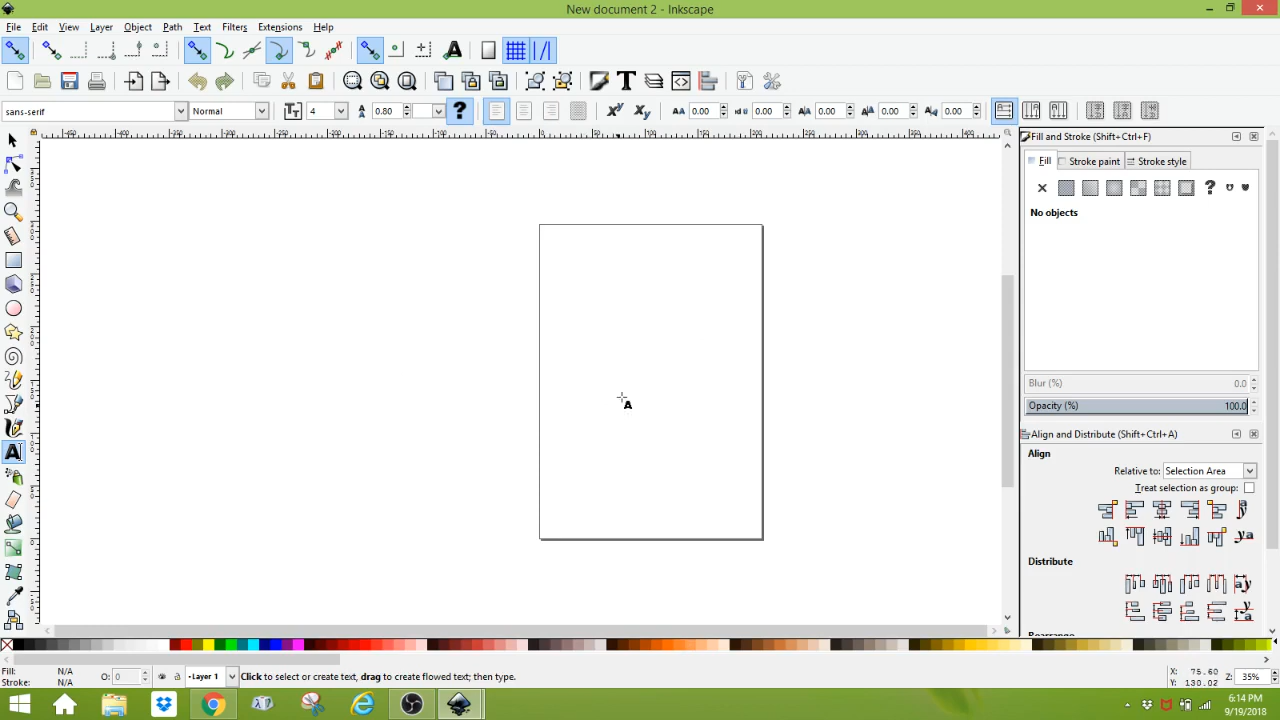 New document 2 - Inkscape
File Edit View Layer Object Path Text Filters Extensions Help
sans-serif Normal 4 0.80 0.00 0.00 0.00 0.00 0.00
Fill and Stroke (Shift+Ctrl+F)
Fill Stroke paint Stroke style
No objects
Blur (%) 0.0
Opacity (%) 100.0
Align and Distribute (Shift+Ctrl+A)
Align
Relative to: Selection Area
Treat selection as group:
Distribute
Rearrange
Fill: N/A
Stroke: N/A
O: 0
Layer 1
Click to select or create text, drag to create flowed text; then type.
X: 75.60
Y: 130.02
Z: 35%
6:14 PM
9/19/2018